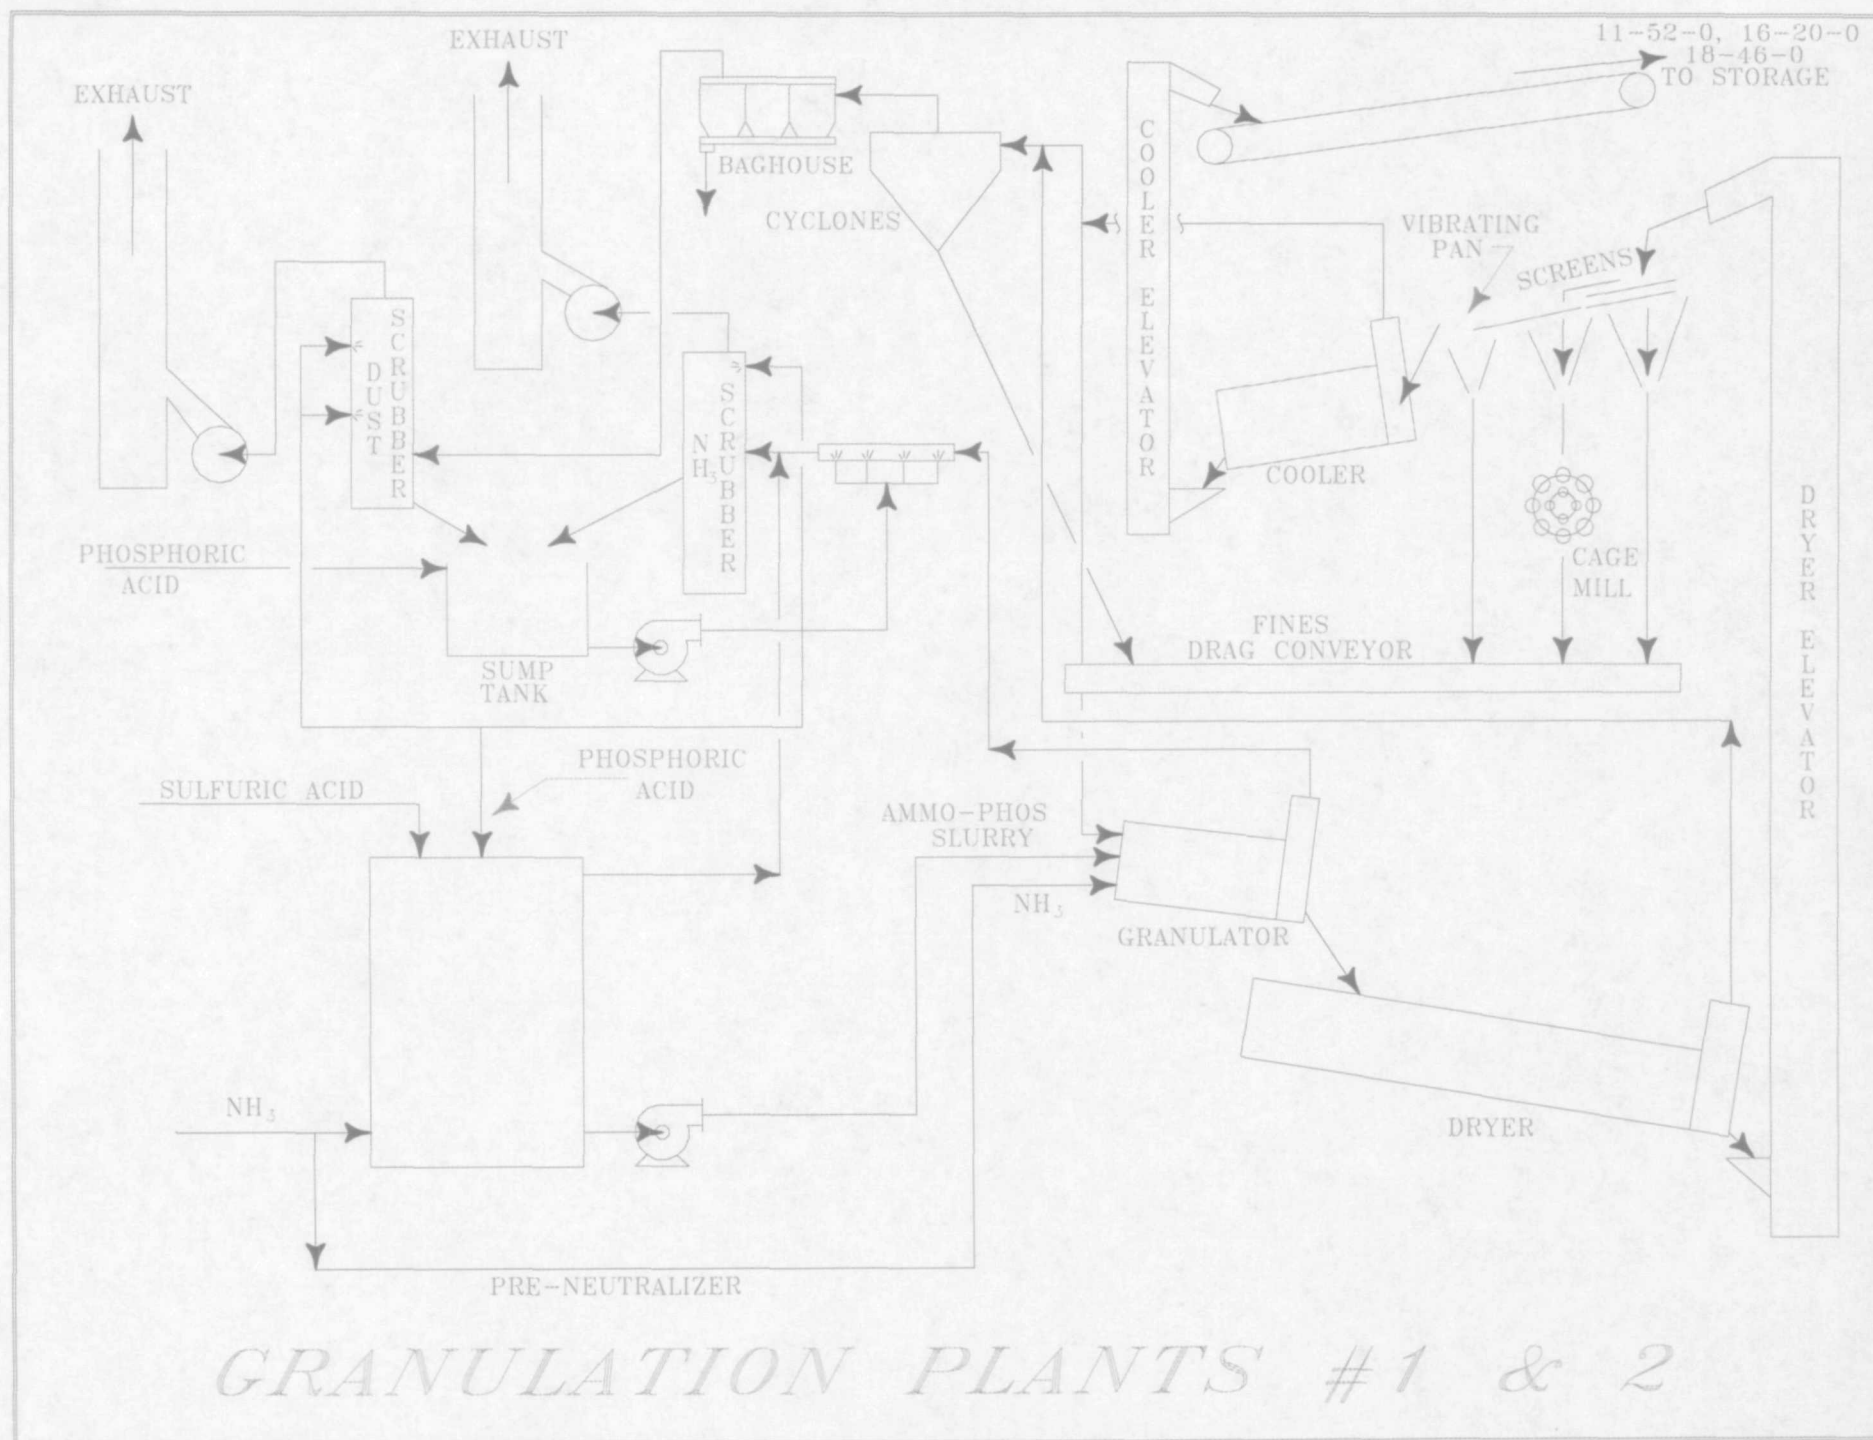 EXHAUST
EXHAUST
11-52-0, 16-20-0
18-46-0
TO STORAGE
BAGHOUSE
CYCLONES
COOLER ELEVATOR
VIBRATING
PAN
SCREENS
DUST
SCRUBBER
NH₃
SCRUBBER
COOLER
DRYER ELEVATOR
PHOSPHORIC
ACID
CAGE
MILL
SUMP
TANK
FINES
DRAG CONVEYOR
PHOSPHORIC
ACID
SULFURIC ACID
AMMO-PHOS
SLURRY
NH₃
GRANULATOR
NH₃
DRYER
PRE-NEUTRALIZER
GRANULATION PLANTS #1 & 2